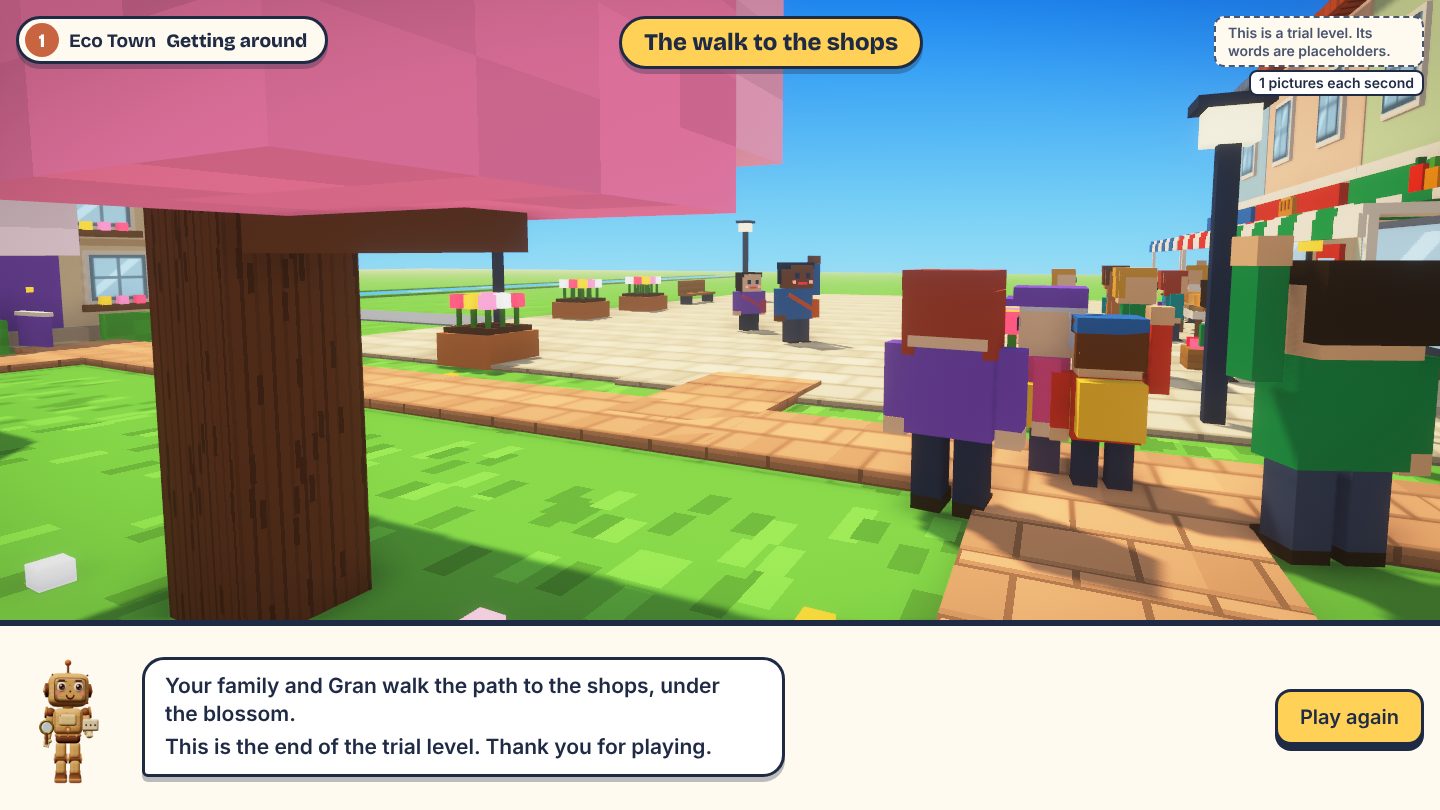 1 Eco Town Getting around
The walk to the shops
This is a trial level. Its
words are placeholders.
1 pictures each second
Your family and Gran walk the path to the shops, under
the blossom.
This is the end of the trial level. Thank you for playing.
Play again